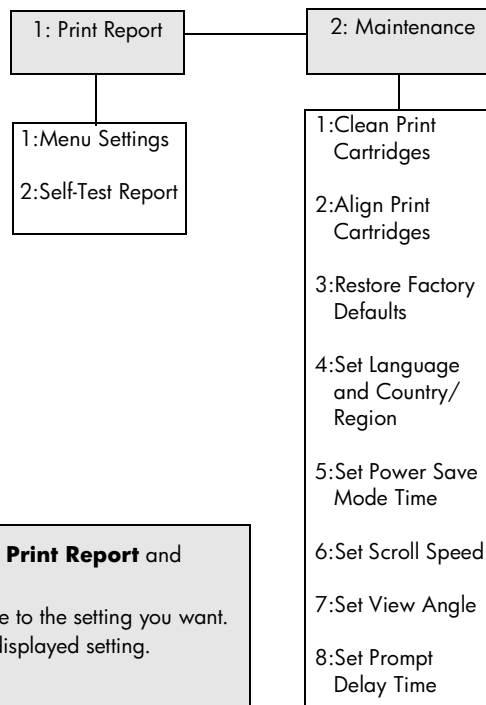 1: Print Report
2: Maintenance
1:Menu Settings
2:Self-Test Report
1:Clean Print
Cartridges
2:Align Print
Cartridges
3:Restore Factory
Defaults
4:Set Language
and Country/
Region
5:Set Power Save
Mode Time
6:Set Scroll Speed
7:Set View Angle
8:Set Prompt
Delay Time
Print Report and
e to the setting you want.
displayed setting.